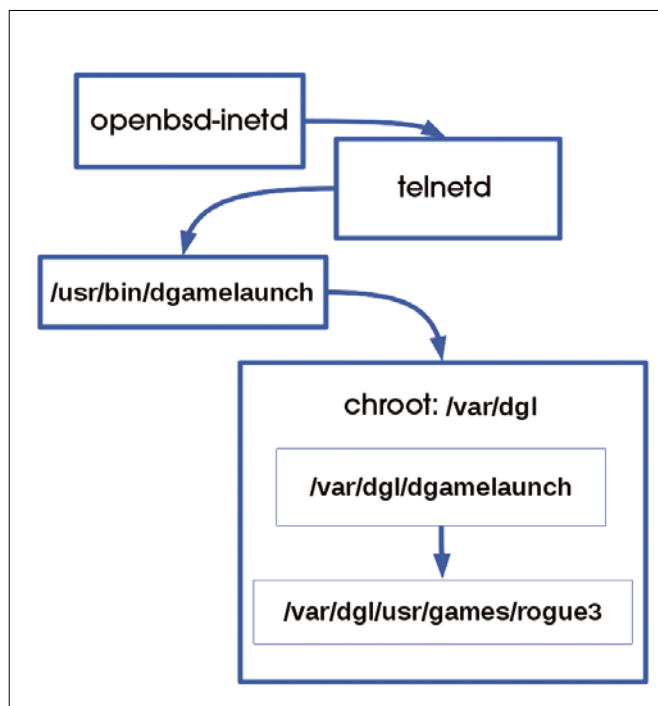 openbsd-inetd
telnetd
/usr/bin/dgamelaunch
chroot: /var/dgl
/var/dgl/dgamelaunch
/var/dgl/usr/games/rogue3